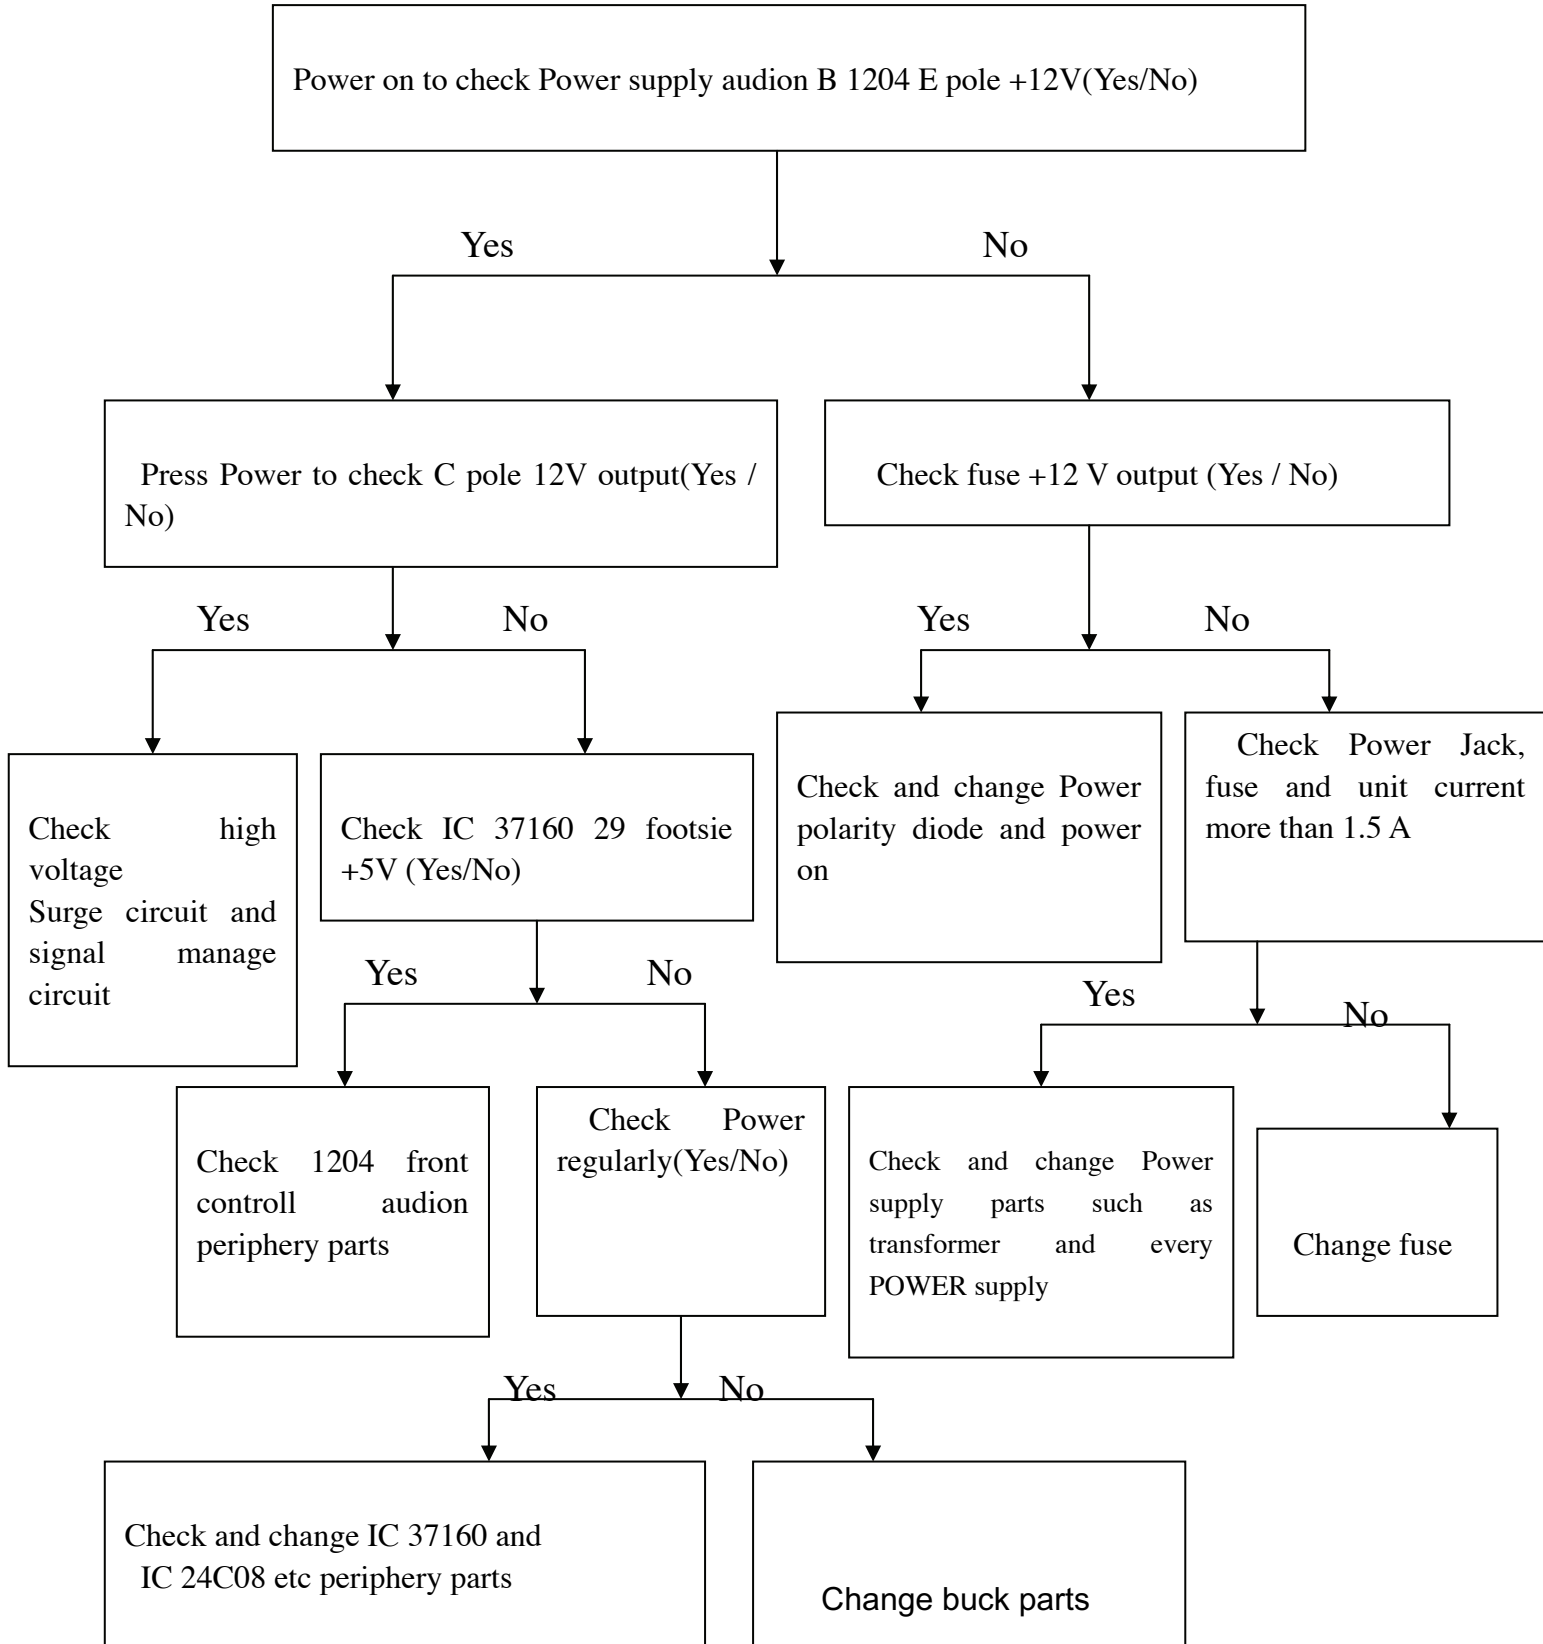 Power on to check Power supply audion B 1204 E pole +12V(Yes/No)
Yes
No
Press Power to check C pole 12V output(Yes /
No)
Check fuse +12 V output (Yes / No)
Yes
No
Yes
No
Check high
voltage
Surge circuit and
signal manage
circuit
Check IC 37160 29 footsie
+5V (Yes/No)
Check and change Power
polarity diode and power
on
Check Power Jack,
fuse and unit current
more than 1.5 A
Yes
No
Yes
No
Check 1204 front
controll audion
periphery parts
Check Power
regularly(Yes/No)
Check and change Power
supply parts such as
transformer and every
POWER supply
Change fuse
Yes
No
Check and change IC 37160 and
IC 24C08 etc periphery parts
Change buck parts